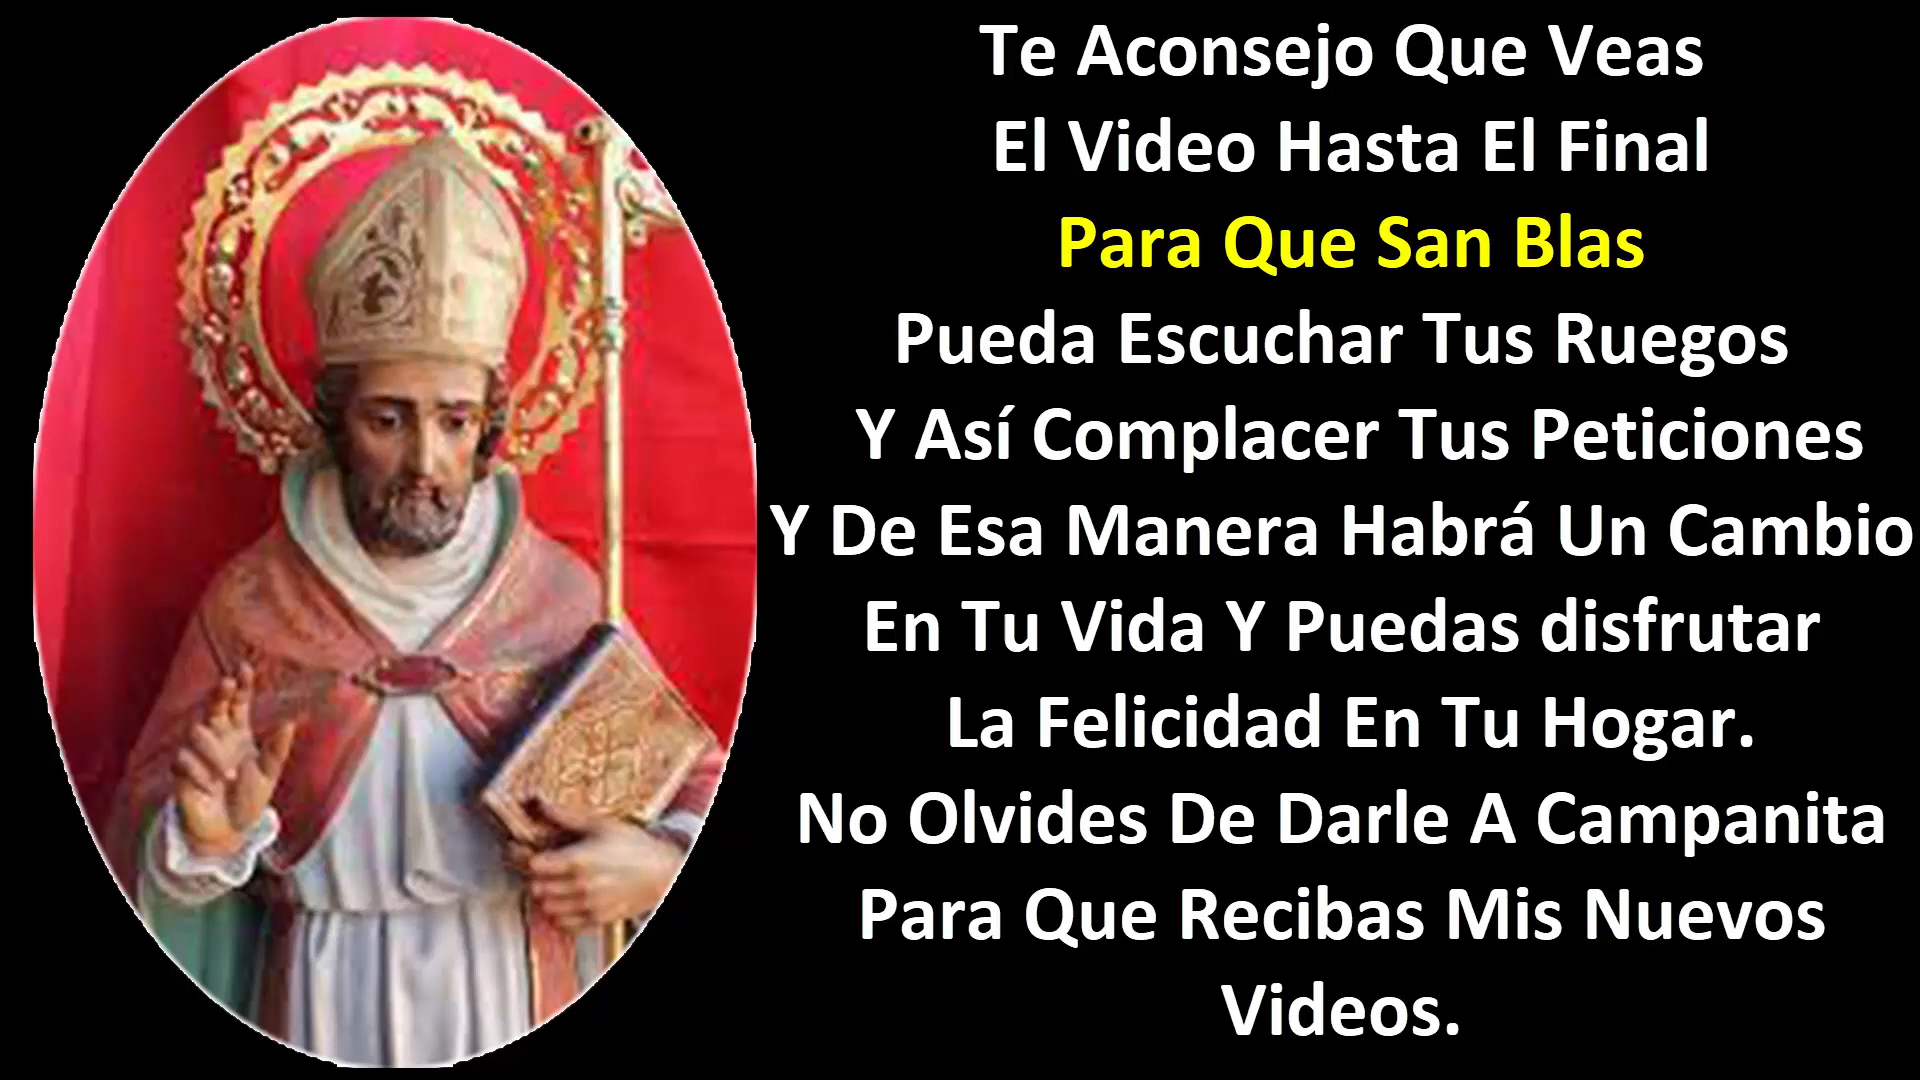 Te Aconsejo Que Veas
El Video Hasta El Final
Para Que San Blas
Pueda Escuchar Tus Ruegos
Y Así Complacer Tus Peticiones
Y De Esa Manera Habrá Un Cambio
En Tu Vida Y Puedas disfrutar
La Felicidad En Tu Hogar.
No Olvides De Darle A Campanita
Para Que Recibas Mis Nuevos
Videos.